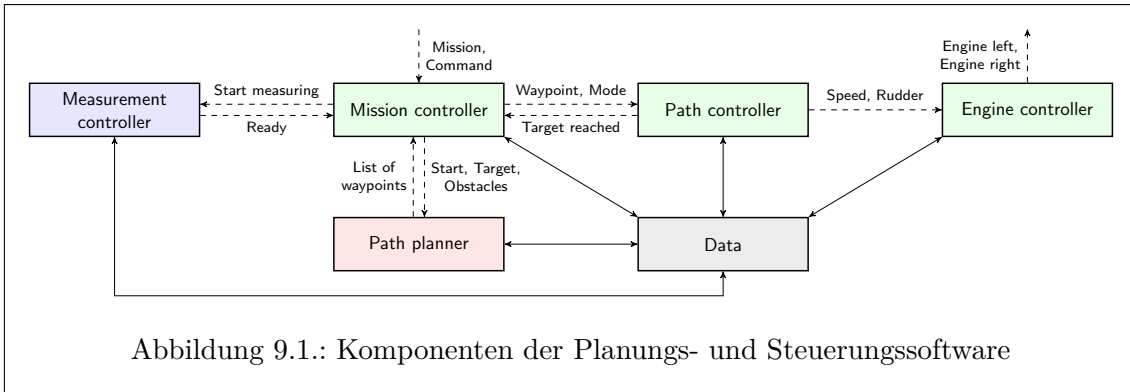 Mission,
Command
Engine left,
Engine right
Measurement
controller
Start measuring
Ready
Mission controller
Waypoint, Mode
Target reached
Path controller
Speed, Rudder
Engine controller
List of
waypoints
Start, Target,
Obstacles
Path planner
Data
Abbildung 9.1.: Komponenten der Planungs- und Steuerungssoftware